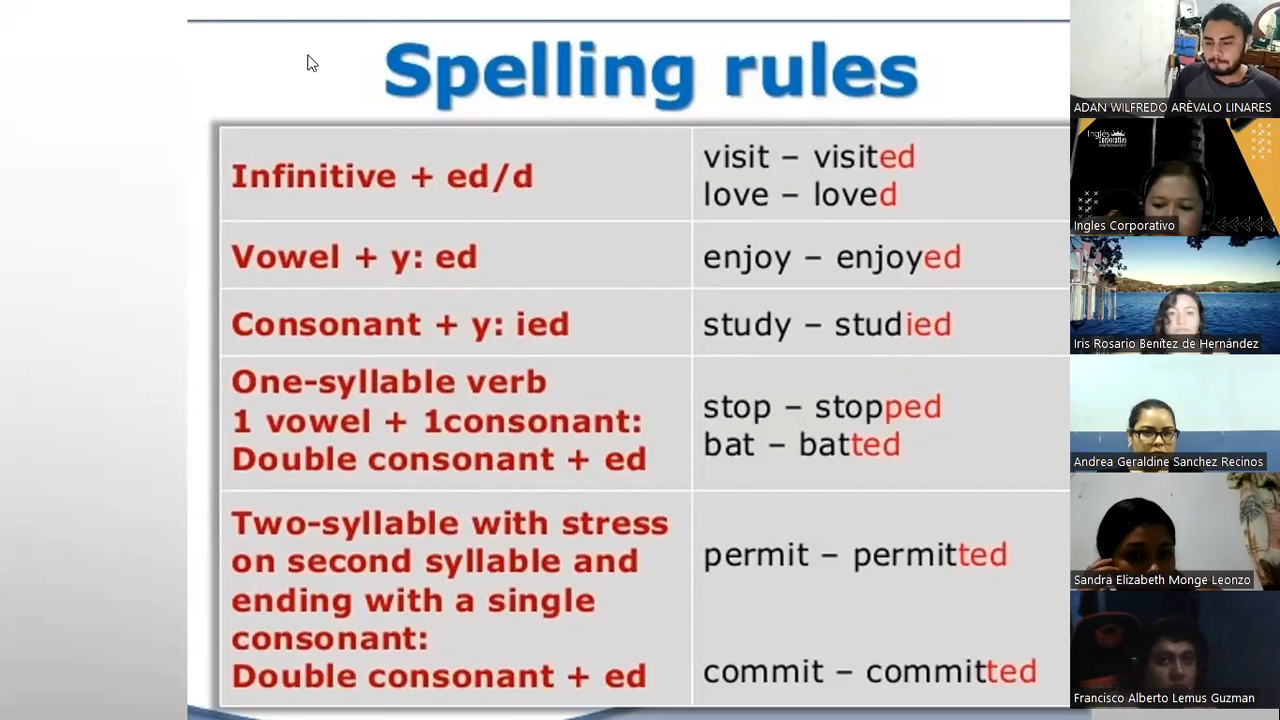 Spelling rules
Infinitive + ed/d
visit – visited
love – loved
Vowel + y: ed
enjoy – enjoyed
Consonant + y: ied
study – studied
One-syllable verb
1 vowel + 1consonant:
Double consonant + ed
stop – stopped
bat – batted
Two-syllable with stress
on second syllable and
ending with a single
consonant:
Double consonant + ed
permit – permitted
commit – committed
ADAN WILFREDO ARÈVALO LINARES
Inglés
Corporativo
Ingles Corporativo
Iris Rosario Benítez de Hernández
Andrea Geraldine Sanchez Recinos
Sandra Elizabeth Monge Leonzo
Francisco Alberto Lemus Guzman